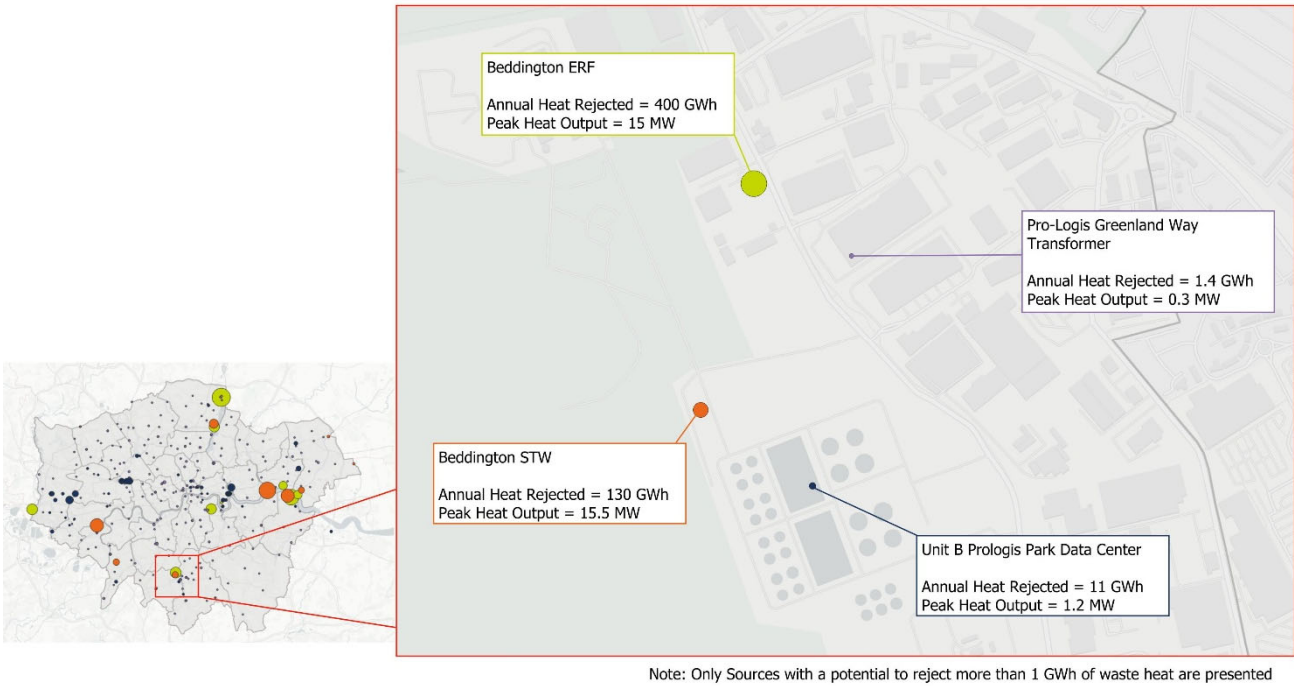 Beddington ERF
Annual Heat Rejected = 400 GWh
Peak Heat Output = 15 MW
Pro-Logis Greenland Way
Transformer
Annual Heat Rejected = 1.4 GWh
Peak Heat Output = 0.3 MW
Beddington STW
Annual Heat Rejected = 130 GWh
Peak Heat Output = 15.5 MW
Unit B Prologis Park Data Center
Annual Heat Rejected = 11 GWh
Peak Heat Output = 1.2 MW
Note: Only Sources with a potential to reject more than 1 GWh of waste heat are presented